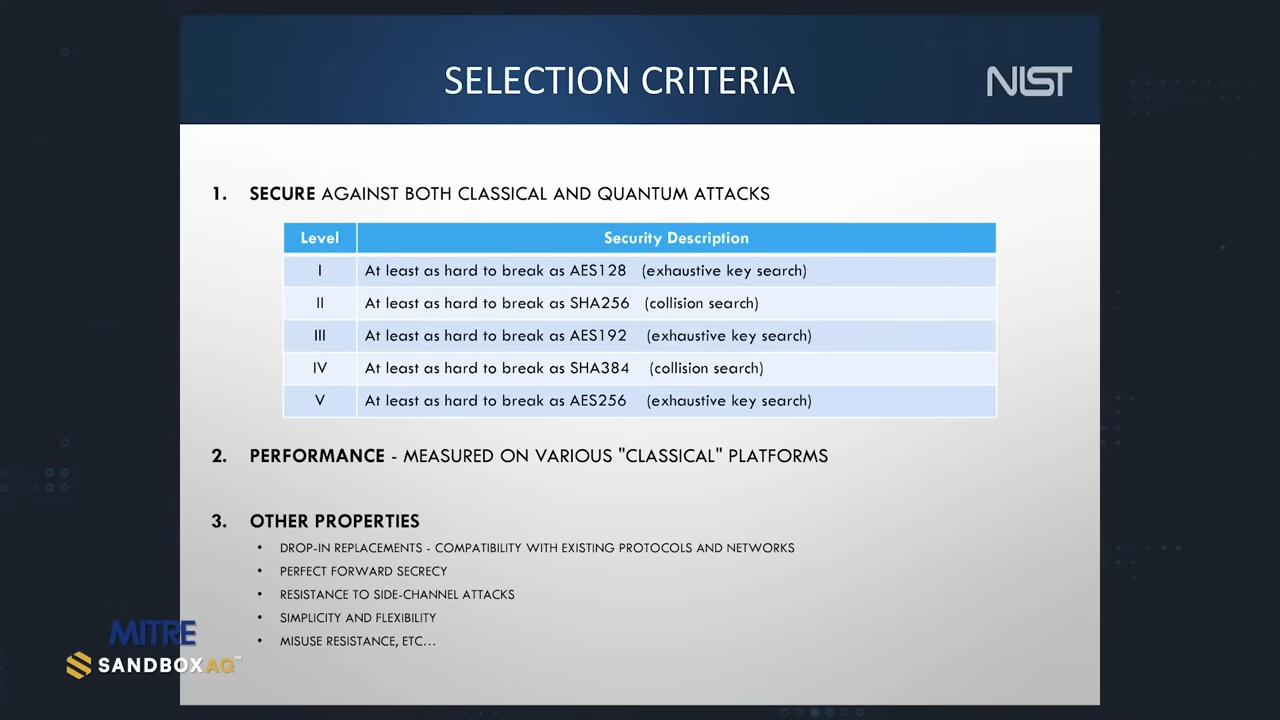 SELECTION CRITERIA
NIST
1. SECURE AGAINST BOTH CLASSICAL AND QUANTUM ATTACKS
Level Security Description
I At least as hard to break as AES128 (exhaustive key search)
II At least as hard to break as SHA256 (collision search)
III At least as hard to break as AES192 (exhaustive key search)
IV At least as hard to break as SHA384 (collision search)
V At least as hard to break as AES256 (exhaustive key search)
2. PERFORMANCE - MEASURED ON VARIOUS "CLASSICAL" PLATFORMS
3. OTHER PROPERTIES
• DROP-IN REPLACEMENTS - COMPATIBILITY WITH EXISTING PROTOCOLS AND NETWORKS
• PERFECT FORWARD SECRECY
• RESISTANCE TO SIDE-CHANNEL ATTACKS
• SIMPLICITY AND FLEXIBILITY
• MISUSE RESISTANCE, ETC…
MITRE
SANDBOXAQ™